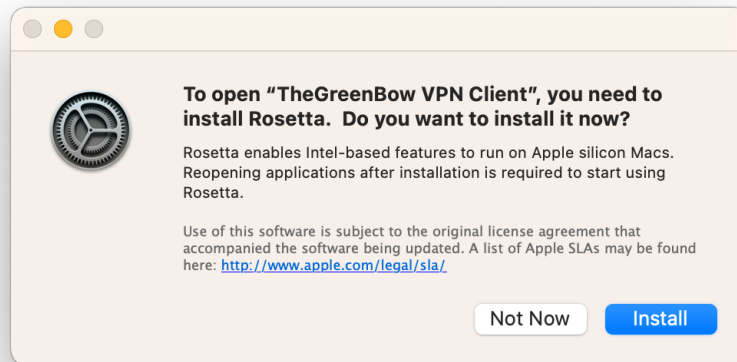 To open “TheGreenBow VPN Client”, you need to
install Rosetta.  Do you want to install it now?
Rosetta enables Intel-based features to run on Apple silicon Macs.
Reopening applications after installation is required to start using
Rosetta.
Use of this software is subject to the original license agreement that
accompanied the software being updated. A list of Apple SLAs may be found
here: http://www.apple.com/legal/sla/
Not Now
Install